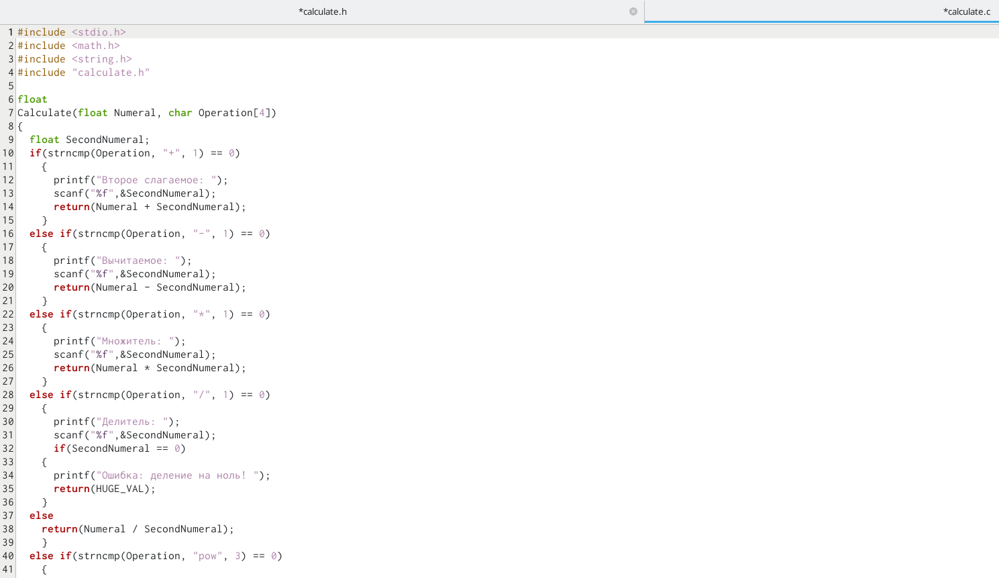 *calculate.h
*calculate.c
1 #include <stdio.h>
2 #include <math.h>
3 #include <string.h>
4 #include "calculate.h"
5
6 float
7 Calculate(float Numeral, char Operation[4])
8 {
9   float SecondNumeral;
10   if(strncmp(Operation, "+", 1) == 0)
11     {
12       printf("Второе слагаемое: ");
13       scanf("%f",&SecondNumeral);
14       return(Numeral + SecondNumeral);
15     }
16   else if(strncmp(Operation, "-", 1) == 0)
17     {
18       printf("Вычитаемое: ");
19       scanf("%f",&SecondNumeral);
20       return(Numeral - SecondNumeral);
21     }
22   else if(strncmp(Operation, "*", 1) == 0)
23     {
24       printf("Множитель: ");
25       scanf("%f",&SecondNumeral);
26       return(Numeral * SecondNumeral);
27     }
28   else if(strncmp(Operation, "/", 1) == 0)
29     {
30       printf("Делитель: ");
31       scanf("%f",&SecondNumeral);
32       if(SecondNumeral == 0)
33     {
34       printf("Ошибка: деление на ноль! ");
35       return(HUGE_VAL);
36     }
37   else
38     return(Numeral / SecondNumeral);
39     }
40   else if(strncmp(Operation, "pow", 3) == 0)
41     {